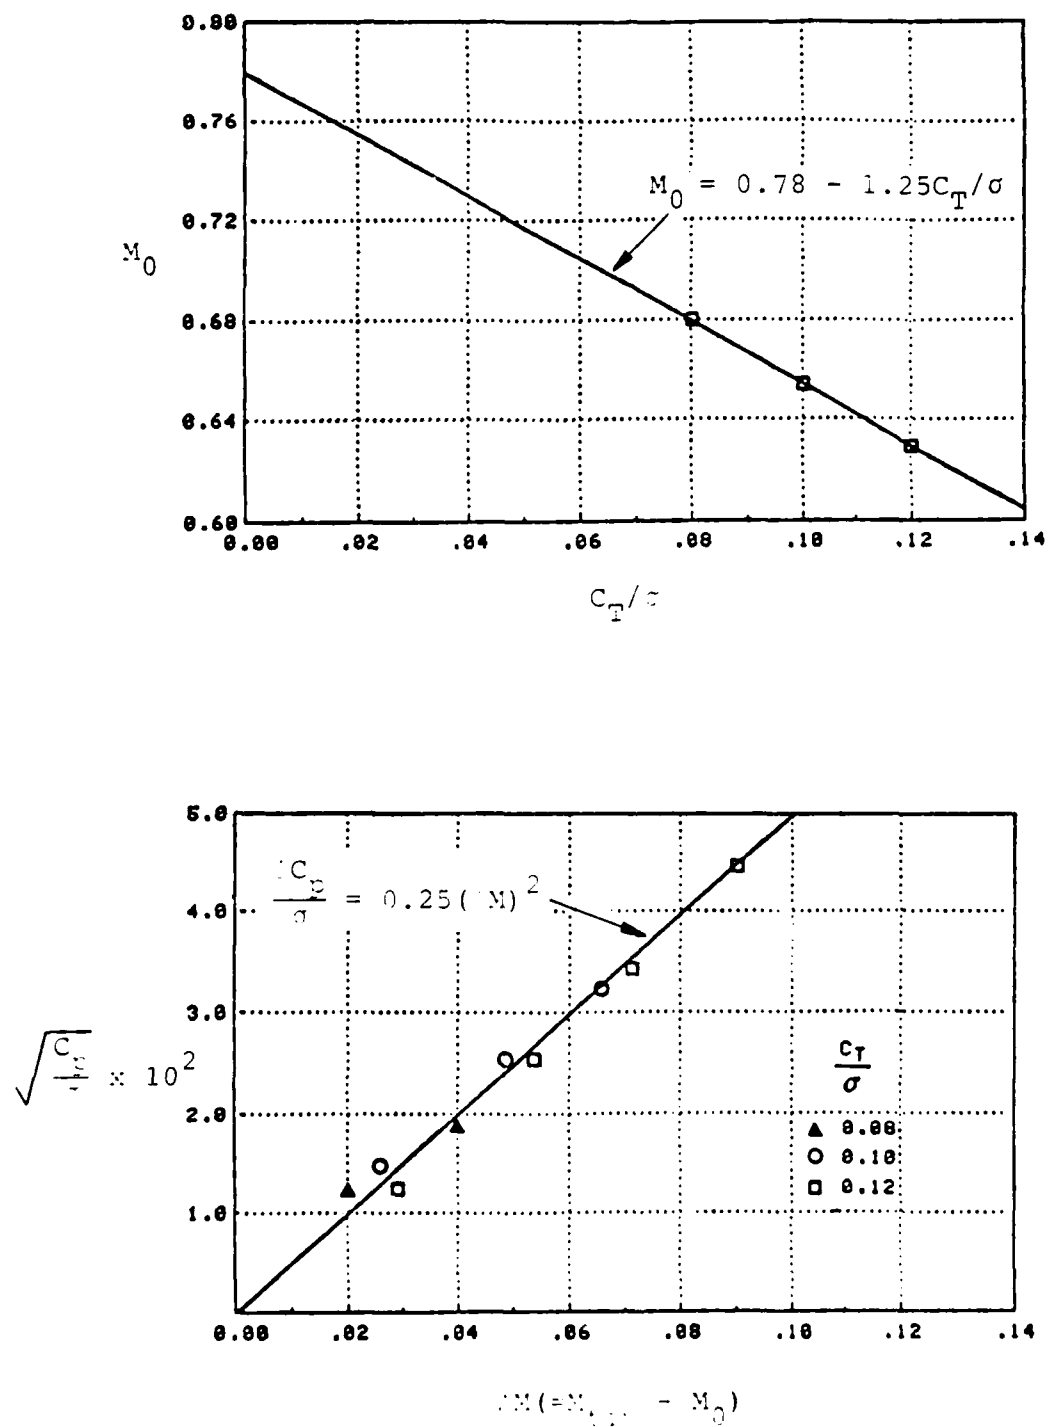 0.80
0.76
M0 = 0.78 - 1.25CT/σ
0.72
M0
0.68
0.64
0.60
0.00 .02 .04 .06 .08 .10 .12 .14
CT/
5.0
Cp/σ = 0.25( M)²
4.0
3.0
√C × 10²
CT/σ
2.0
▲ 0.08
○ 0.10
□ 0.12
1.0
0.00 .02 .04 .06 .08 .10 .12 .14
M(=M - M0)